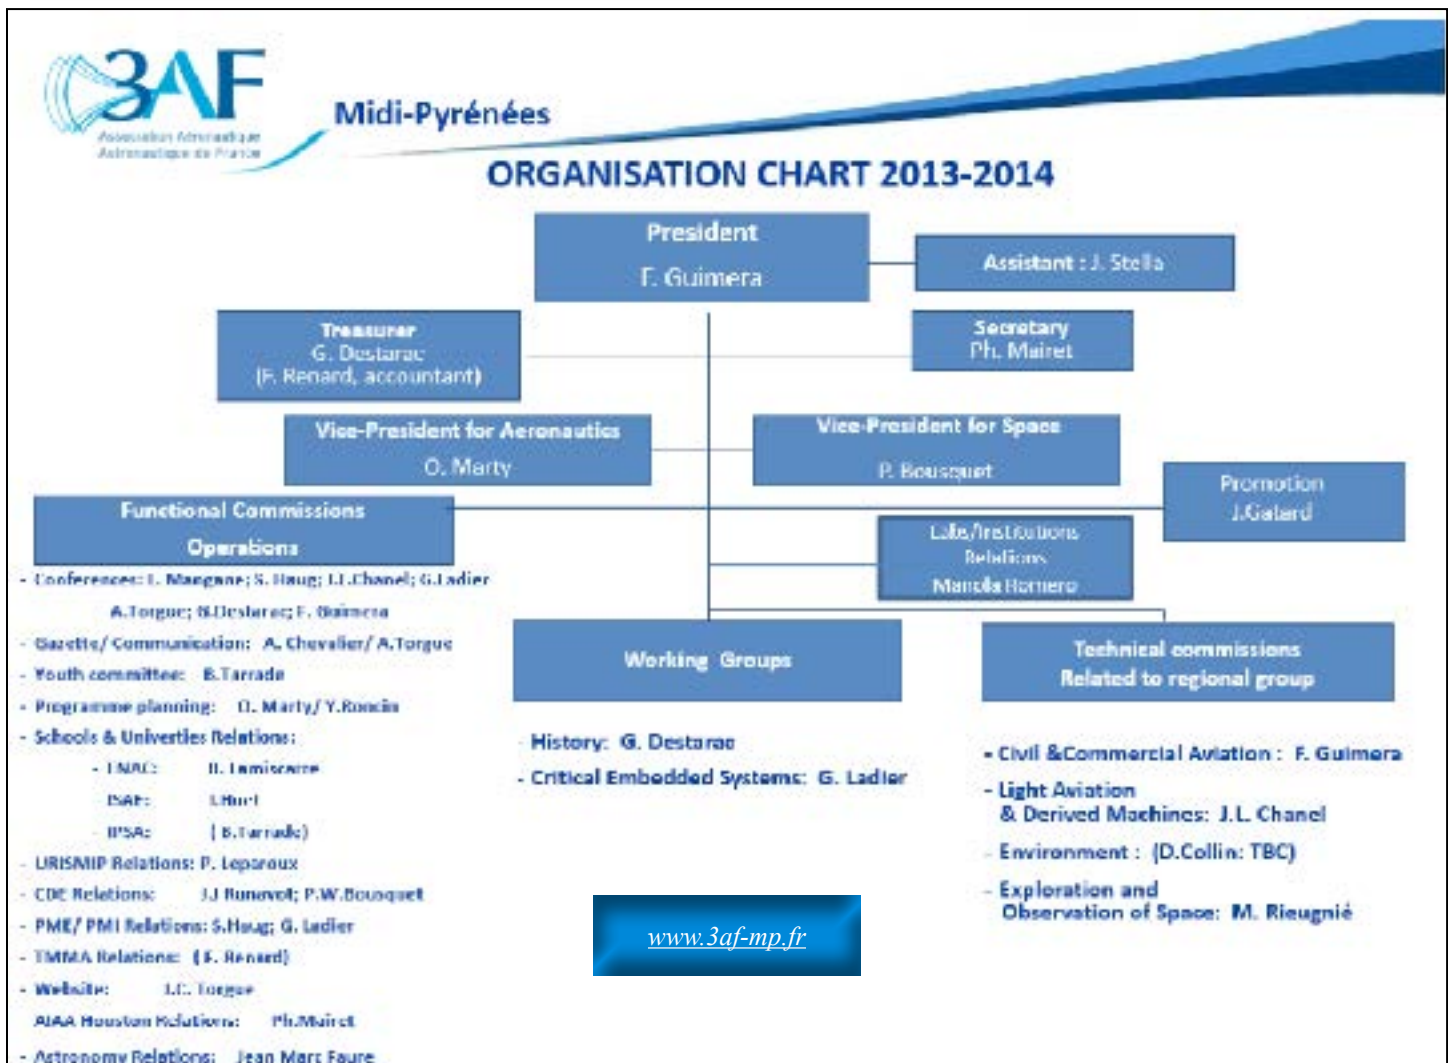 3AF
Association Aéronautique
Astronautique de France
Midi-Pyrénées
ORGANISATION CHART 2013-2014
President
F. Guimera
Assistant : J. Stella
Treasurer
G. Destarac
(F. Renard, accountant)
Secretary
Ph. Mairet
Vice-President for Aeronautics
O. Marty
Vice-President for Space
P. Bousquet
Promotion
J.Gatard
Functional Commissions
Operations
Labs/Institutions
Relations
Manola Romero
- Conferences: Mangane; S. Haug; J.L.Chanel; G.Ladier
A.Torgue; G.Destarac; F. Guimera
- Gazette/ Communication: A. Chevalier/ A.Torgue
- Youth committee: B.Tarrade
- Programme planning: O. Marty/ Y.Roncin
- Schools & Univerties Relations:
- ENAC:
ISAE: 
- IPSA: ( B.Tarrade)
- URISMIP Relations: P. Leparoux
- CDE Relations: P.W.Bousquet
- PME/ PMI Relations: S.Haug; G. Ladier
- TMMA Relations: ( F. Renard)
- Website: J.C. Torgue
AIAA Houston Relations: Ph.Mairet
- Astronomy Relations: Jean Marc Faure
Working Groups
- History: G. Destarac
- Critical Embedded Systems: G. Ladier
Technical commissions
Related to regional group
- Civil &Commercial Aviation : F. Guimera
- Light Aviation
& Derived Machines: J.L. Chanel
- Environment : (D.Collin: TBC)
- Exploration and
Observation of Space: M. Rieugnié
www.3af-mp.fr